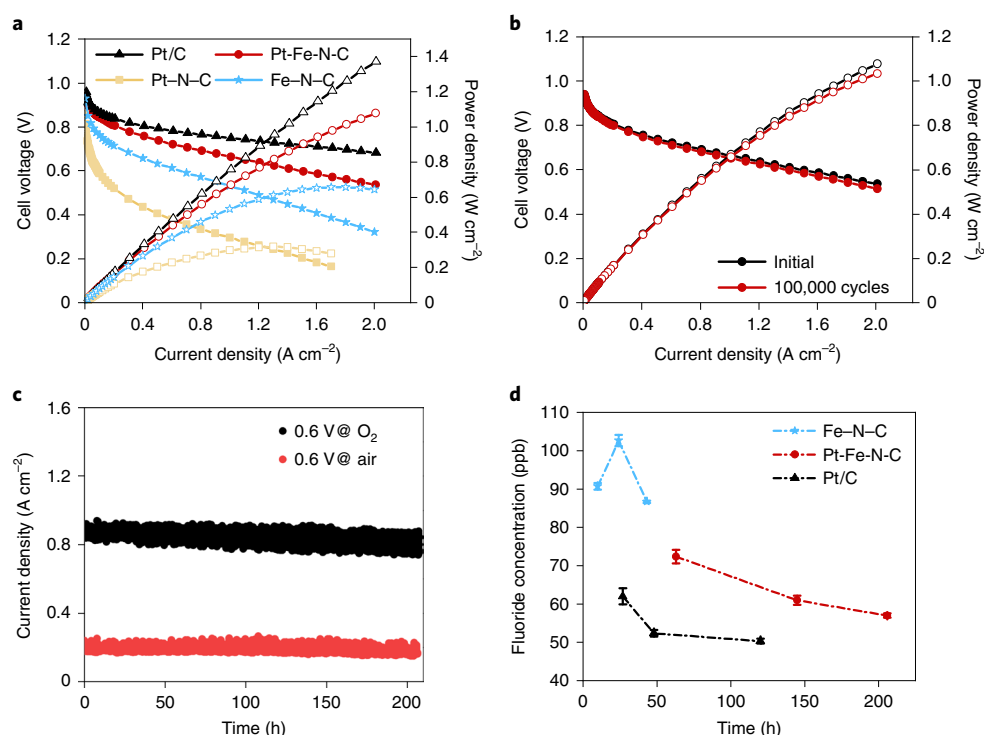 a
1.2
1.0
0.8
0.6
0.4
0.2
0
Cell voltage (V)
Pt/C
Pt-Fe-N-C
Pt–N–C
Fe–N–C
1.4
1.2
1.0
0.8
0.6
0.4
0.2
0
Power density (W cm⁻²)
0 0.4 0.8 1.2 1.6 2.0
Current density (A cm⁻²)
b
1.2
1.0
0.8
0.6
0.4
0.2
0
Cell voltage (V)
Initial
100,000 cycles
1.2
1.0
0.8
0.6
0.4
0.2
0
Power density (W cm⁻²)
0 0.4 0.8 1.2 1.6 2.0
Current density (A cm⁻²)
c
1.6
1.2
0.8
0.4
0
Current density (A cm⁻²)
0.6 V@ O₂
0.6 V@ air
0 50 100 150 200
Time (h)
d
110
100
90
80
70
60
50
40
Fluoride concentration (ppb)
Fe–N–C
Pt-Fe-N-C
Pt/C
0 50 100 150 200
Time (h)